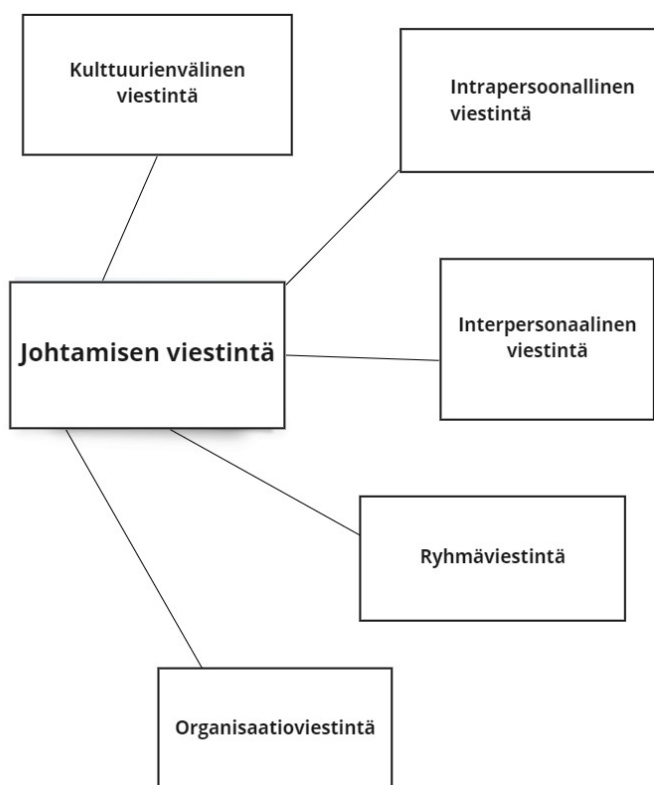 Kulttuurienvälinen
viestintä
Intrapersoonallinen
viestintä
Johtamisen viestintä
Interpersonaalinen
viestintä
Ryhmäviestintä
Organisaatioviestintä